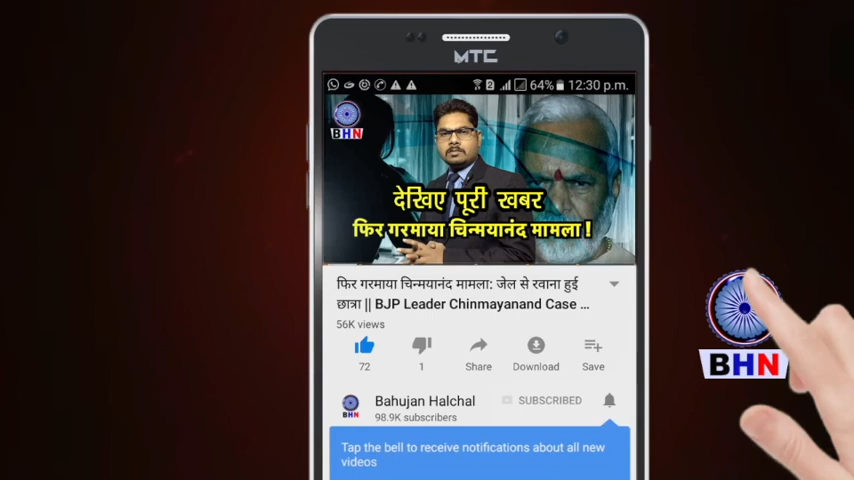 MTC
64% 12:30 p.m.
BHN
देखिए पूरी खबर
फिर गरमाया चिन्मयानंद मामला !
फिर गरमाया चिन्मयानंद मामला: जेल से रवाना हुई
छात्रा || BJP Leader Chinmayanand Case ...
56K views
72
1
Share
Download
Save
BHN
Bahujan Halchal
98.9K subscribers
SUBSCRIBED
Tap the bell to receive notifications about all new
videos
BHN